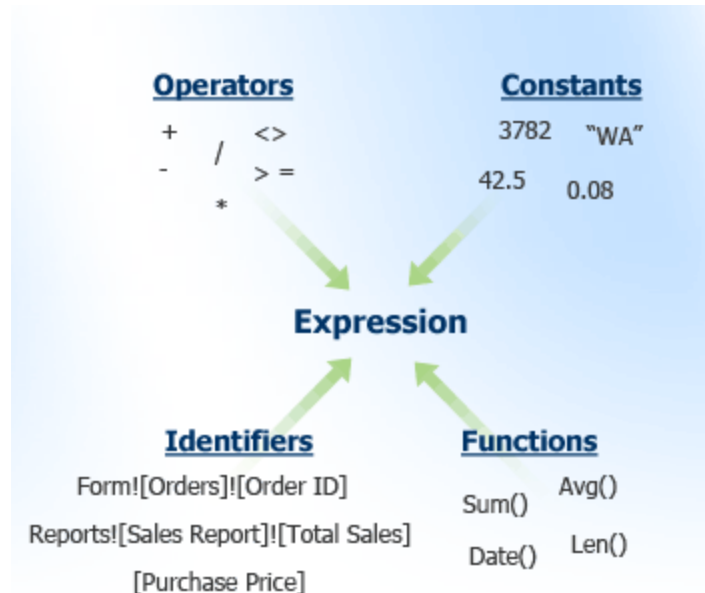 Operators
+ <>
/
- > =
*
Constants
3782 “WA”
42.5 0.08
Expression
Identifiers
Form![Orders]![Order ID]
Reports![Sales Report]![Total Sales]
[Purchase Price]
Functions
Sum() Avg()
Date() Len()